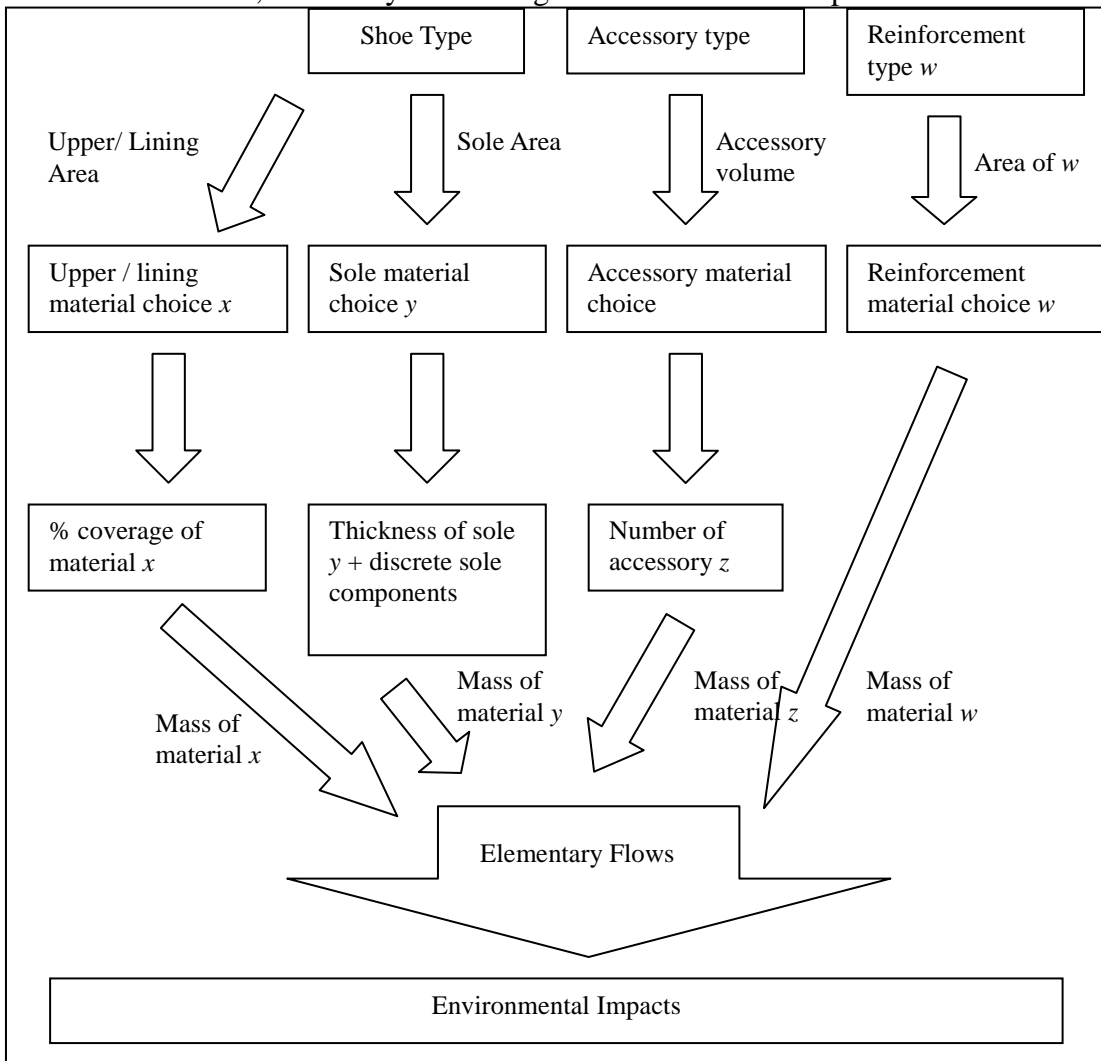 Shoe Type
Accessory type
Reinforcement
type w
Upper/ Lining
Area
Sole Area
Accessory
volume
Area of w
Upper / lining
material choice x
Sole material
choice y
Accessory material
choice
Reinforcement
material choice w
% coverage of
material x
Thickness of sole
y + discrete sole
components
Number of
accessory z
Mass of
material x
Mass of
material y
Mass of
material z
Mass of
material w
Elementary Flows
Environmental Impacts